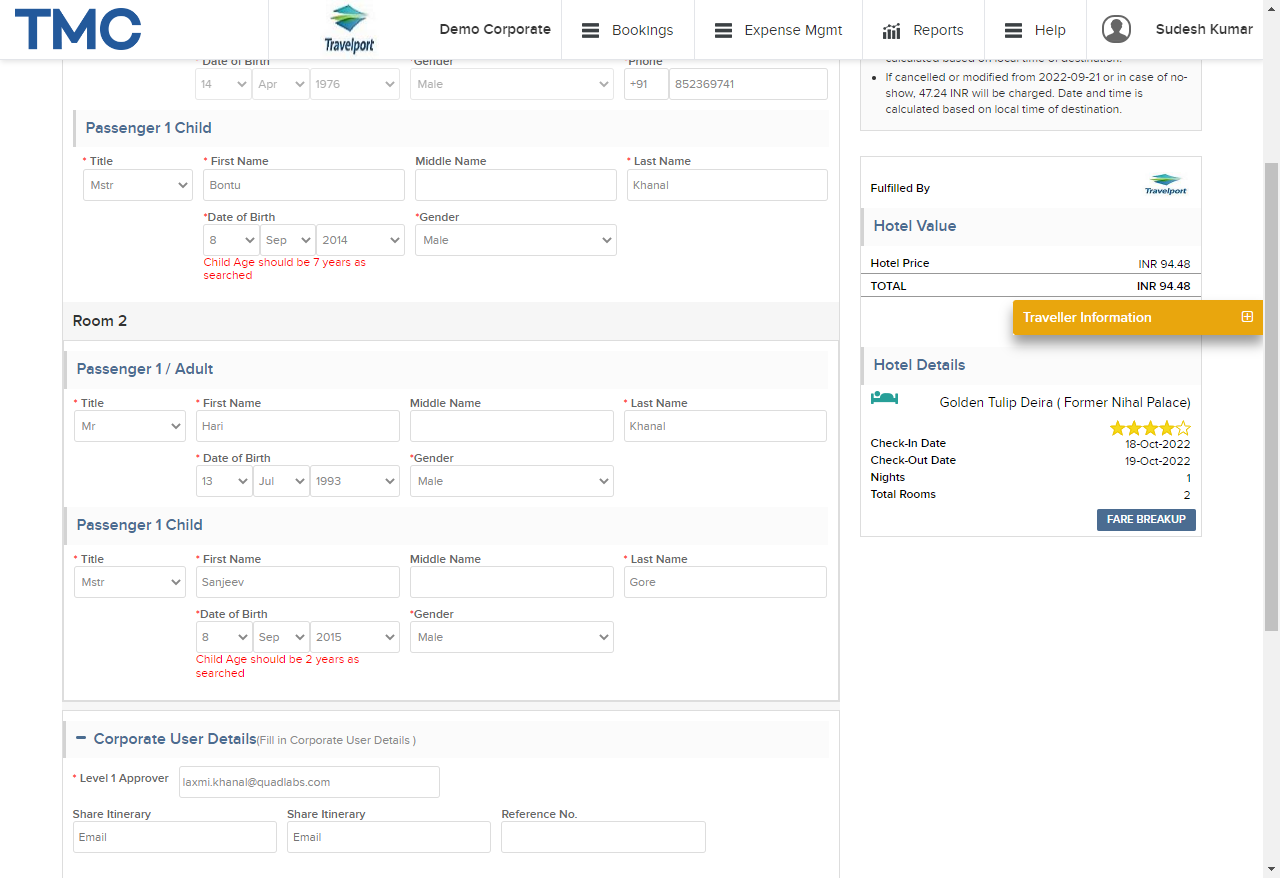 TMC
Travelport
Demo Corporate
Bookings
Expense Mgmt
Reports
Help
Sudesh Kumar
* Date of Birth
*Gender
Phone
14
Apr
1976
Male
+91
852369741
Passenger 1 Child
* Title
* First Name
Middle Name
* Last Name
Mstr
Bontu
Khanal
*Date of Birth
*Gender
8
Sep
2014
Male
Child Age should be 7 years as
searched
Room 2
Passenger 1 / Adult
* Title
* First Name
Middle Name
* Last Name
Mr
Hari
Khanal
* Date of Birth
*Gender
13
Jul
1993
Male
Passenger 1 Child
* Title
* First Name
Middle Name
* Last Name
Mstr
Sanjeev
Gore
*Date of Birth
*Gender
8
Sep
2015
Male
Child Age should be 2 years as
searched
Corporate User Details(Fill in Corporate User Details )
* Level 1 Approver
laxmi.khanal@quadlabs.com
Share Itinerary
Share Itinerary
Reference No.
Email
Email
calculated based on local time of destination.
• If cancelled or modified from 2022-09-21 or in case of no-
show, 47.24 INR will be charged. Date and time is
calculated based on local time of destination.
Fulfilled By
Travelport
Hotel Value
Hotel Price INR 94.48
TOTAL INR 94.48
Traveller Information
Hotel Details
Golden Tulip Deira ( Former Nihal Palace)
Check-In Date 18-Oct-2022
Check-Out Date 19-Oct-2022
Nights 1
Total Rooms 2
FARE BREAKUP